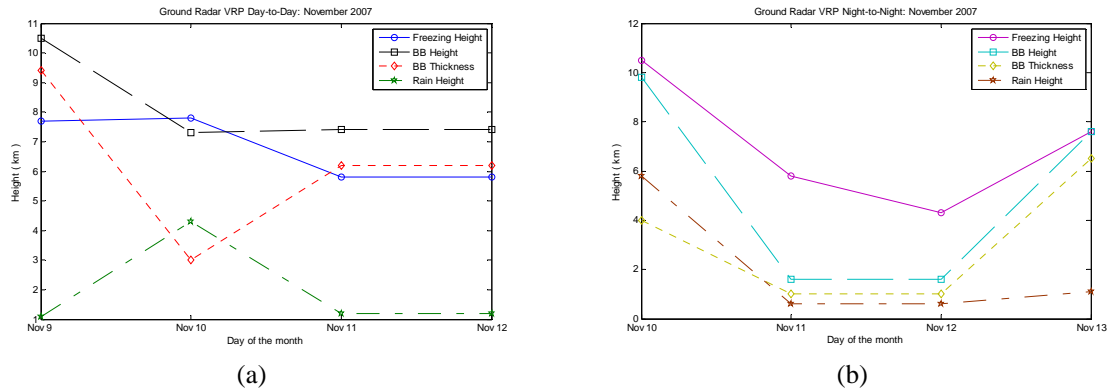 Ground Radar VRP Day-to-Day: November 2007
11
10
9
8
7
6
5
4
3
2
1
Height ( km )
Freezing Height
BB Height
BB Thickness
Rain Height
Nov 9
Nov 10
Nov 11
Nov 12
Day of the month
(a)
Ground Radar VRP Night-to-Night: November 2007
12
10
8
6
4
2
0
Height ( km )
Freezing Height
BB Height
BB Thickness
Rain Height
Nov 10
Nov 11
Nov 12
Nov 13
Day of the month
(b)